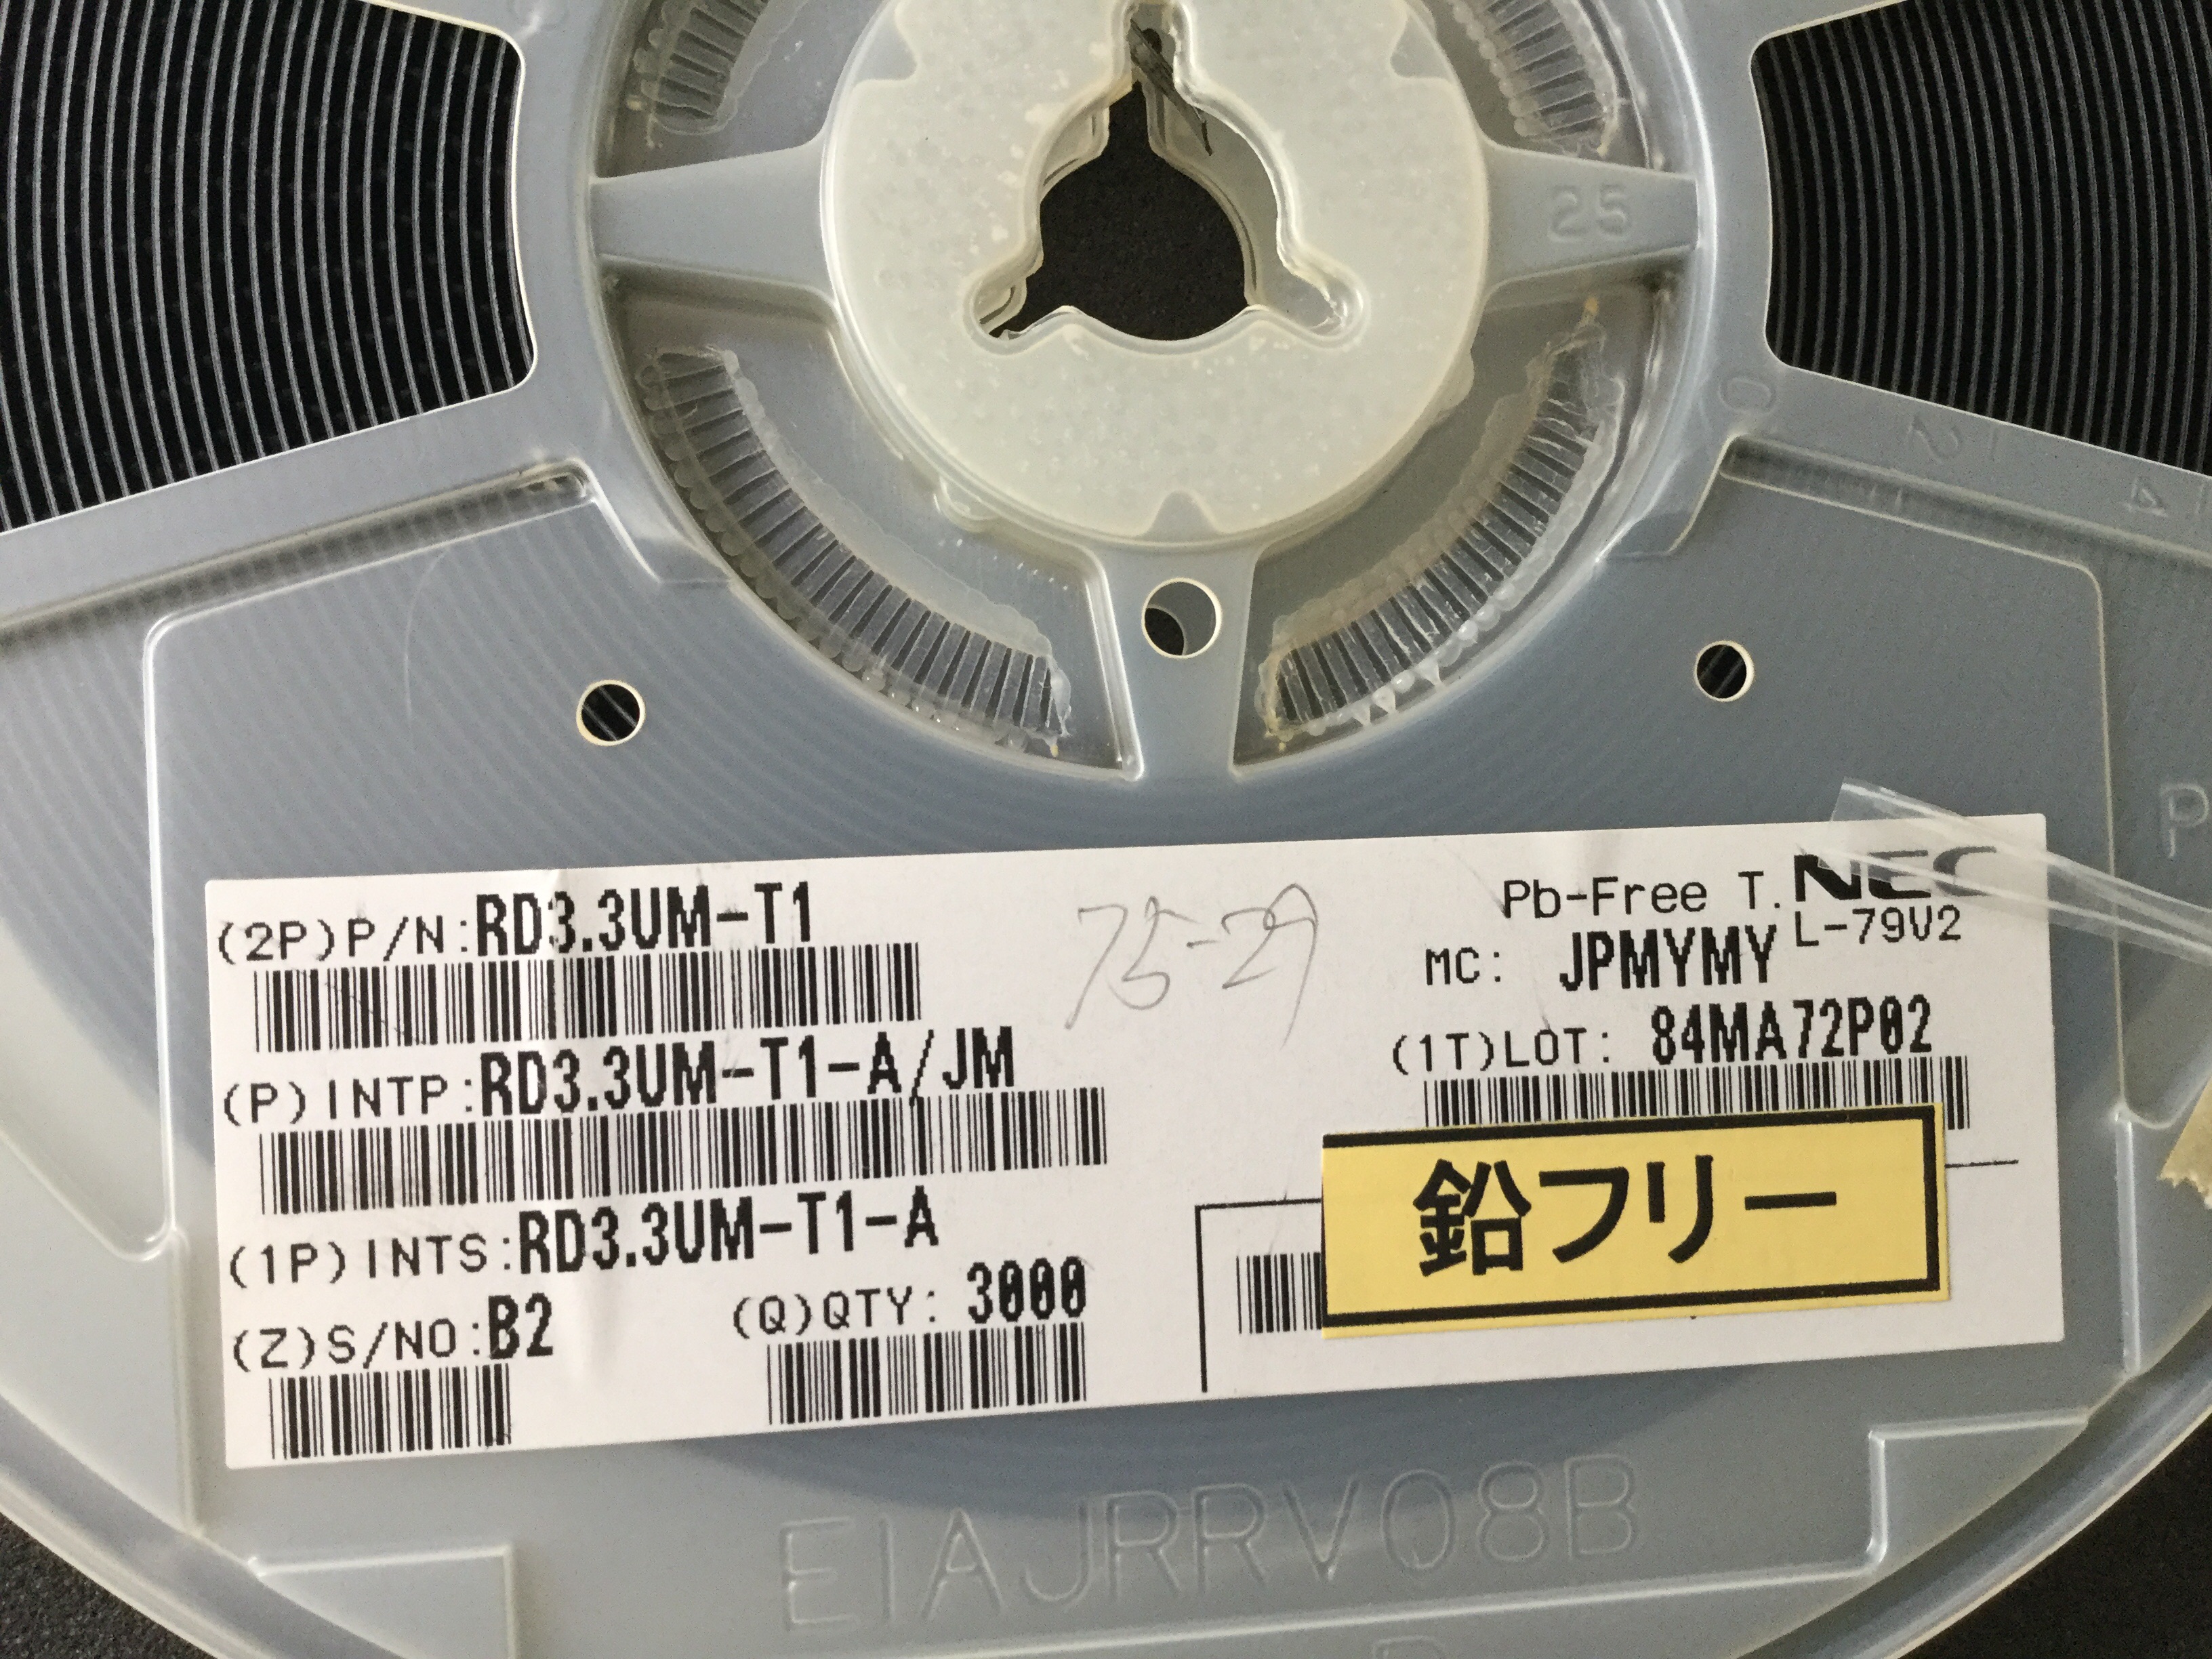 25
(2P)P/N:RD3.3UM-T1
(P)INTP:RD3.3UM-T1-A/JM
(1P)INTS:RD3.3UM-T1-A
(Z)S/NO:B2 (Q)QTY: 3000
75-29
Pb-Free T. NEC
L-79V2
MC: JPMYMY
(1T)LOT: 84MA72P02
鉛フリー
EIAJRRV08B